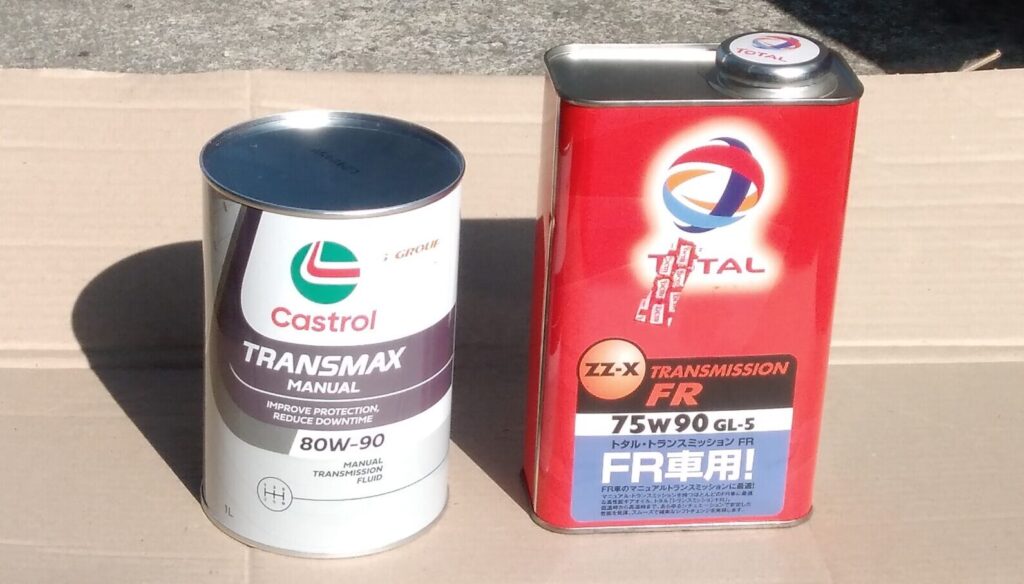 GROUP
Castrol
TRANSMAX
MANUAL
IMPROVE PROTECTION,
REDUCE DOWNTIME
80W-90
MANUAL
TRANSMISSION
FLUID
1L
TOTAL
TOTAL
ZZ-X
TRANSMISSION
FR
75W90 GL-5
トタル・トランスミッション FR
FR車用!
FR車のマニュアルトランスミッションに最適!